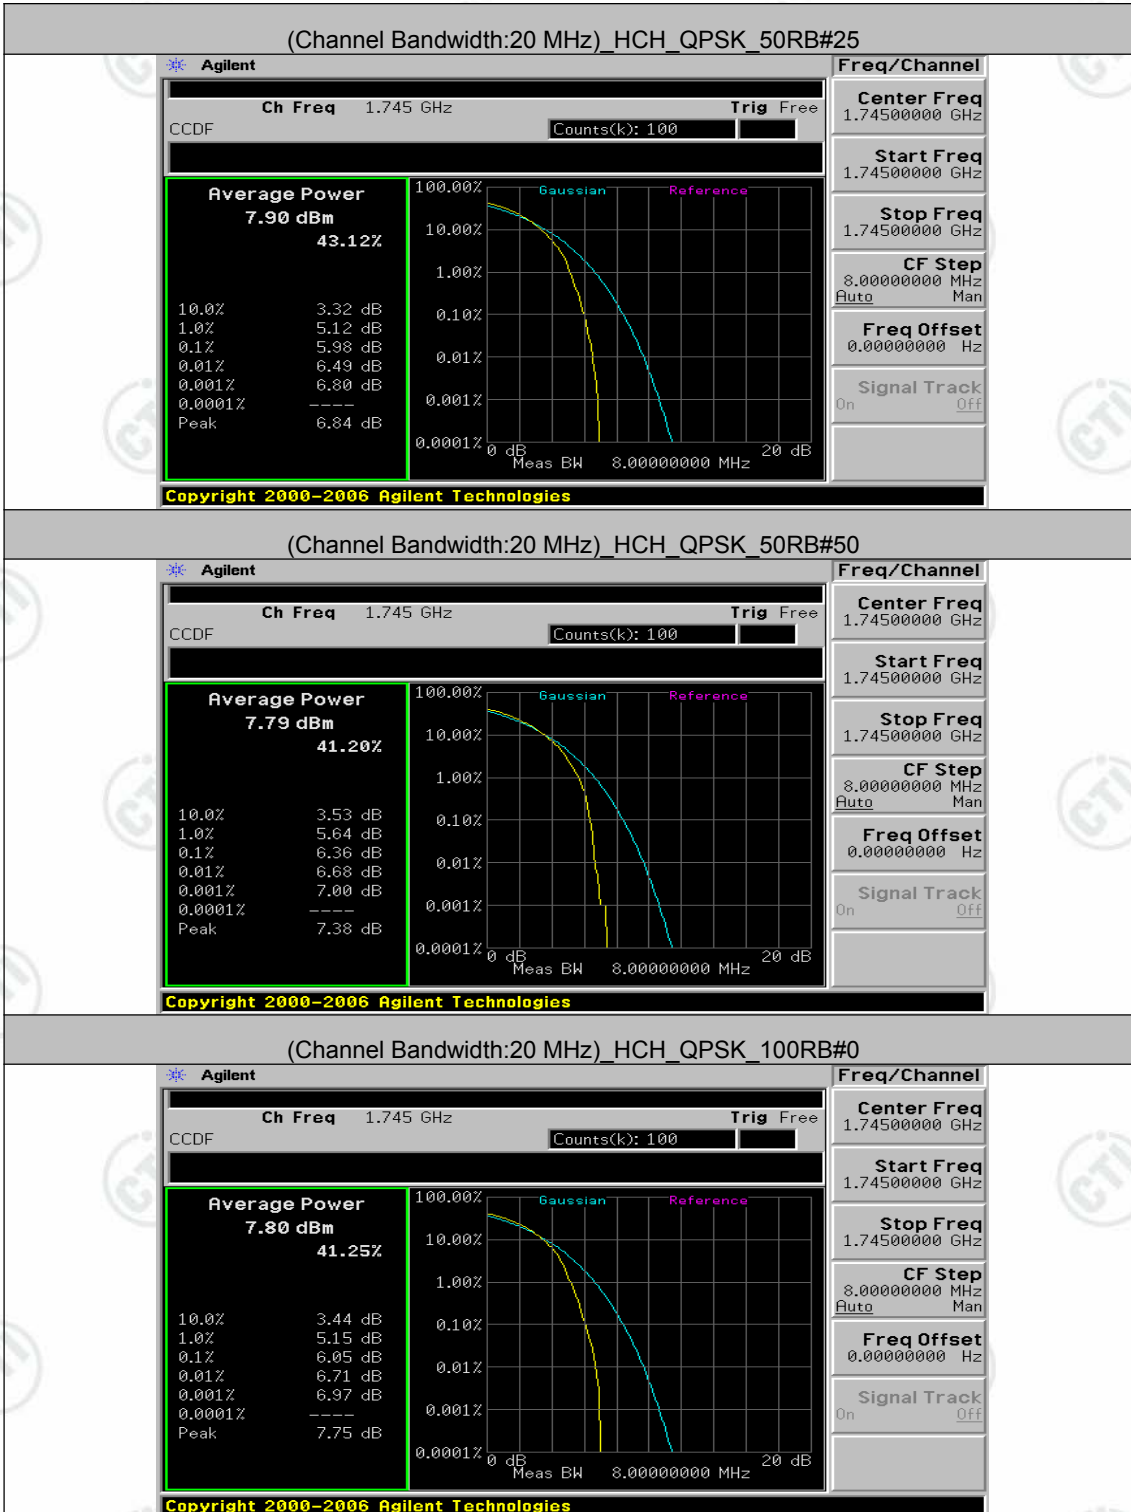 (Channel Bandwidth:20 MHz)_HCH_QPSK_50RB#25
Agilent
Freq/Channel
Ch Freq 1.745 GHz Trig Free
CCDF Counts(k): 100
Average Power
7.90 dBm
43.12%
10.0% 3.32 dB
1.0% 5.12 dB
0.1% 5.98 dB
0.01% 6.49 dB
0.001% 6.80 dB
0.0001% ----
Peak 6.84 dB
100.00%
Gaussian Reference
10.00%
1.00%
0.10%
0.01%
0.001%
0.0001%
0 dB 20 dB
Meas BW 8.00000000 MHz
Center Freq
1.74500000 GHz
Start Freq
1.74500000 GHz
Stop Freq
1.74500000 GHz
CF Step
8.00000000 MHz
Auto Man
Freq Offset
0.00000000 Hz
Signal Track
On Off
Copyright 2000-2006 Agilent Technologies
(Channel Bandwidth:20 MHz)_HCH_QPSK_50RB#50
Agilent
Freq/Channel
Ch Freq 1.745 GHz Trig Free
CCDF Counts(k): 100
Average Power
7.79 dBm
41.20%
10.0% 3.53 dB
1.0% 5.64 dB
0.1% 6.36 dB
0.01% 6.68 dB
0.001% 7.00 dB
0.0001% ----
Peak 7.38 dB
100.00%
Gaussian Reference
10.00%
1.00%
0.10%
0.01%
0.001%
0.0001%
0 dB 20 dB
Meas BW 8.00000000 MHz
Center Freq
1.74500000 GHz
Start Freq
1.74500000 GHz
Stop Freq
1.74500000 GHz
CF Step
8.00000000 MHz
Auto Man
Freq Offset
0.00000000 Hz
Signal Track
On Off
Copyright 2000-2006 Agilent Technologies
(Channel Bandwidth:20 MHz)_HCH_QPSK_100RB#0
Agilent
Freq/Channel
Ch Freq 1.745 GHz Trig Free
CCDF Counts(k): 100
Average Power
7.80 dBm
41.25%
10.0% 3.44 dB
1.0% 5.15 dB
0.1% 6.05 dB
0.01% 6.71 dB
0.001% 6.97 dB
0.0001% ----
Peak 7.75 dB
100.00%
Gaussian Reference
10.00%
1.00%
0.10%
0.01%
0.001%
0.0001%
0 dB 20 dB
Meas BW 8.00000000 MHz
Center Freq
1.74500000 GHz
Start Freq
1.74500000 GHz
Stop Freq
1.74500000 GHz
CF Step
8.00000000 MHz
Auto Man
Freq Offset
0.00000000 Hz
Signal Track
On Off
Copyright 2000-2006 Agilent Technologies
CTI
CTI
CTI
CTI
CTI
CTI